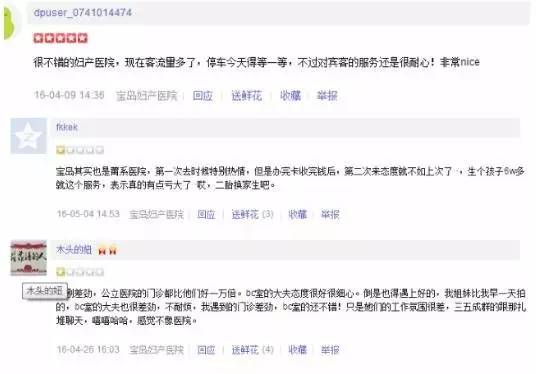 dpuser_0741014474
很不错的妇产医院，现在客流量多了，停车今天得等一等，不过对宾客的服务还是很耐心！非常nice
16-04-09 14:36 宝岛妇产医院 | 回应 送鲜花 | 收藏 | 举报
fkkek
宝岛其实也是莆系医院，第一次去时候特别热情，但是办完卡收完钱后，第二次来态度就不如上次了 ，生个孩子6w多
就这个服务，表示真的有点亏大了 哎，二胎换家生吧。
16-05-04 14:53 宝岛妇产医院 | 回应 | 送鲜花 (3) | 收藏 | 举报
木头的妞
木头的妞
别差劲，公立医院的门诊都比他们好一万倍。bc室的大夫态度很好很细心。倒是也得遇上好的，我姐妹比我早一天拍
的，bc室的大夫也很差劲，不耐烦，我遇到的门诊差劲，bc室的还不错！只是她们的工作氛围很差，三五成群的跟那扎
堆聊天，嘻嘻哈哈，感觉不像医院。
16-04-26 16:03 宝岛妇产医院 | 回应 | 送鲜花 (4) | 收藏 | 举报